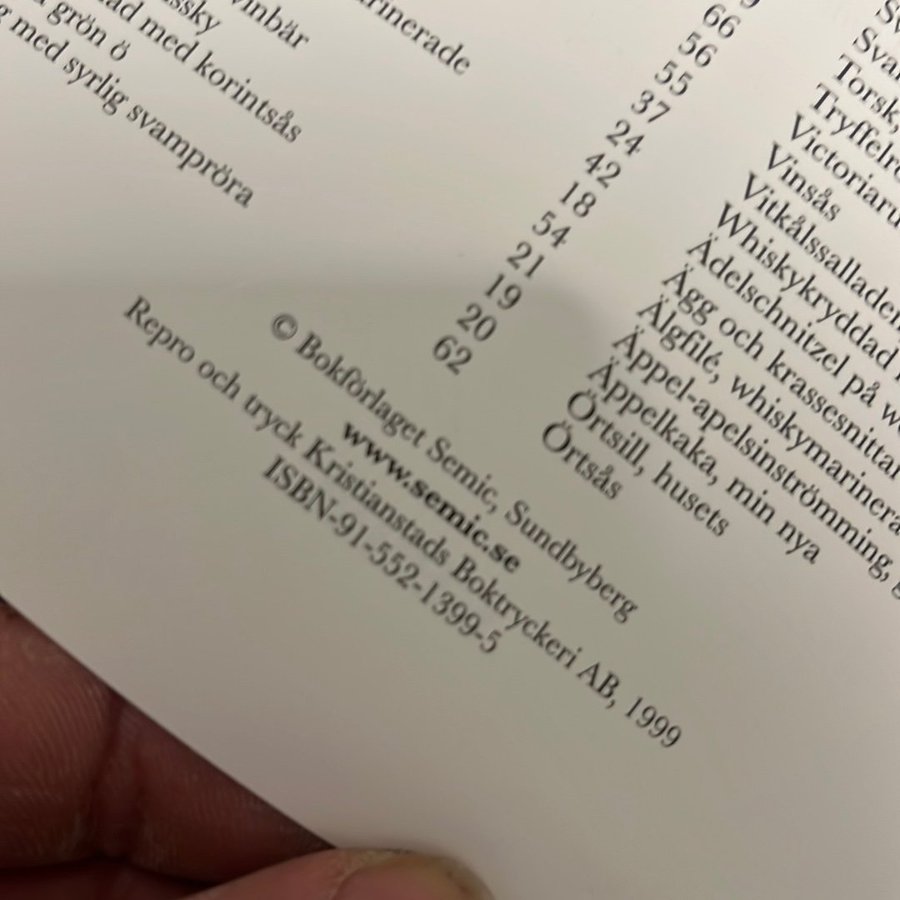 vinbär
ad med korintsås
grön ö
med syrlig svampröra
66
56
55
37
24
42
18
54
21
19
20
62
Torsk,
Vinsås
Vitkålssalladen
Whiskykryddad
Ädelschnitzel på
Ägg och krassesnittar
Älgfilé, whiskymarinera
Äppel-apelsinströmming,
Äppelkaka, min nya
Örtsill, husets
Örtsås
© Bokförlaget Semic, Sundbyberg
www.semic.se
Repro och tryck Kristianstads Boktryckeri AB, 1999
ISBN-91-552-1399-5